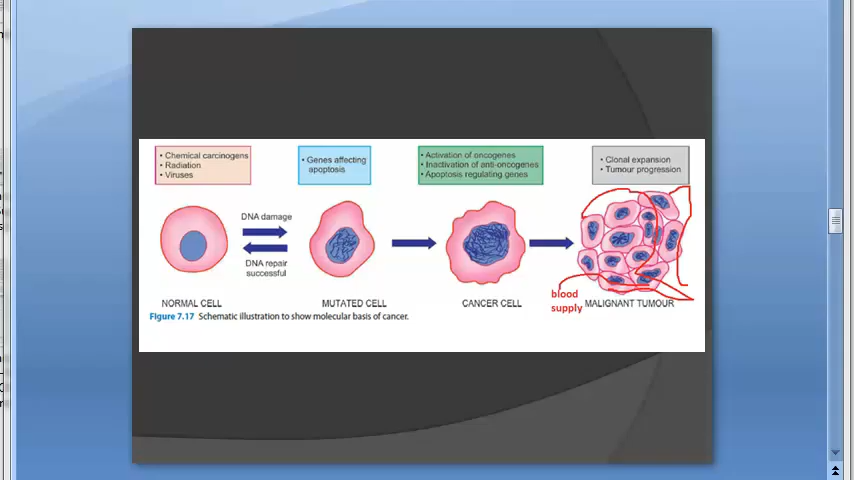 • Chemical carcinogens
• Radiation
• Viruses
• Genes affecting
apoptosis
• Activation of oncogenes
• Inactivation of anti-oncogenes
• Apoptosis regulating genes
• Clonal expansion
• Tumour progression
DNA damage
DNA repair
successful
blood
supply
NORMAL CELL
MUTATED CELL
CANCER CELL
MALIGNANT TUMOUR
Figure 7.17 Schematic illustration to show molecular basis of cancer.